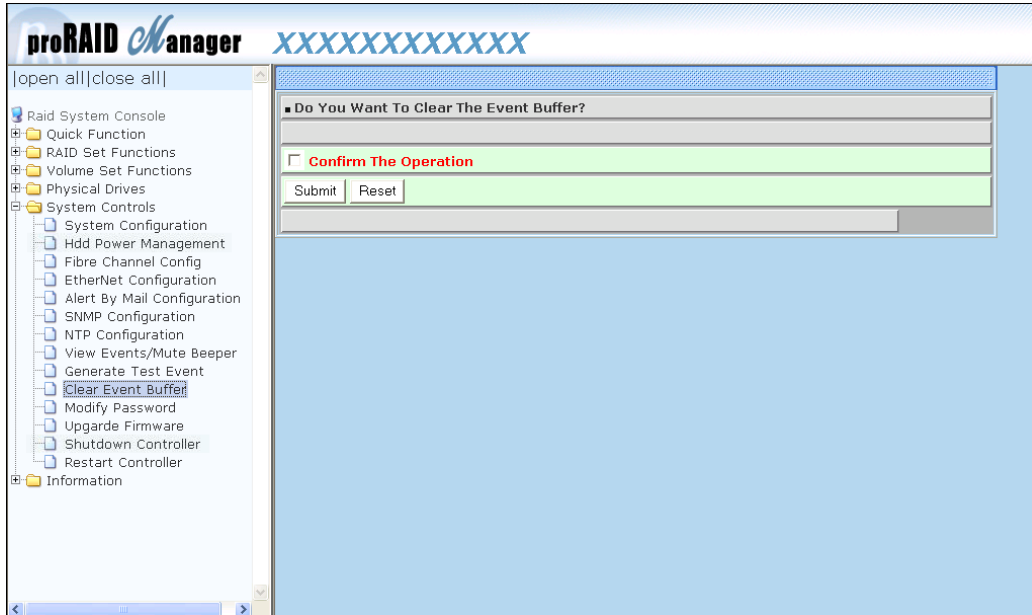 proRAID Manager XXXXXXXXXXXX
|open all|close all|
Raid System Console
Quick Function
RAID Set Functions
Volume Set Functions
Physical Drives
System Controls
System Configuration
Hdd Power Management
Fibre Channel Config
EtherNet Configuration
Alert By Mail Configuration
SNMP Configuration
NTP Configuration
View Events/Mute Beeper
Generate Test Event
Clear Event Buffer
Modify Password
Upgarde Firmware
Shutdown Controller
Restart Controller
Information
Do You Want To Clear The Event Buffer?
Confirm The Operation
Submit Reset